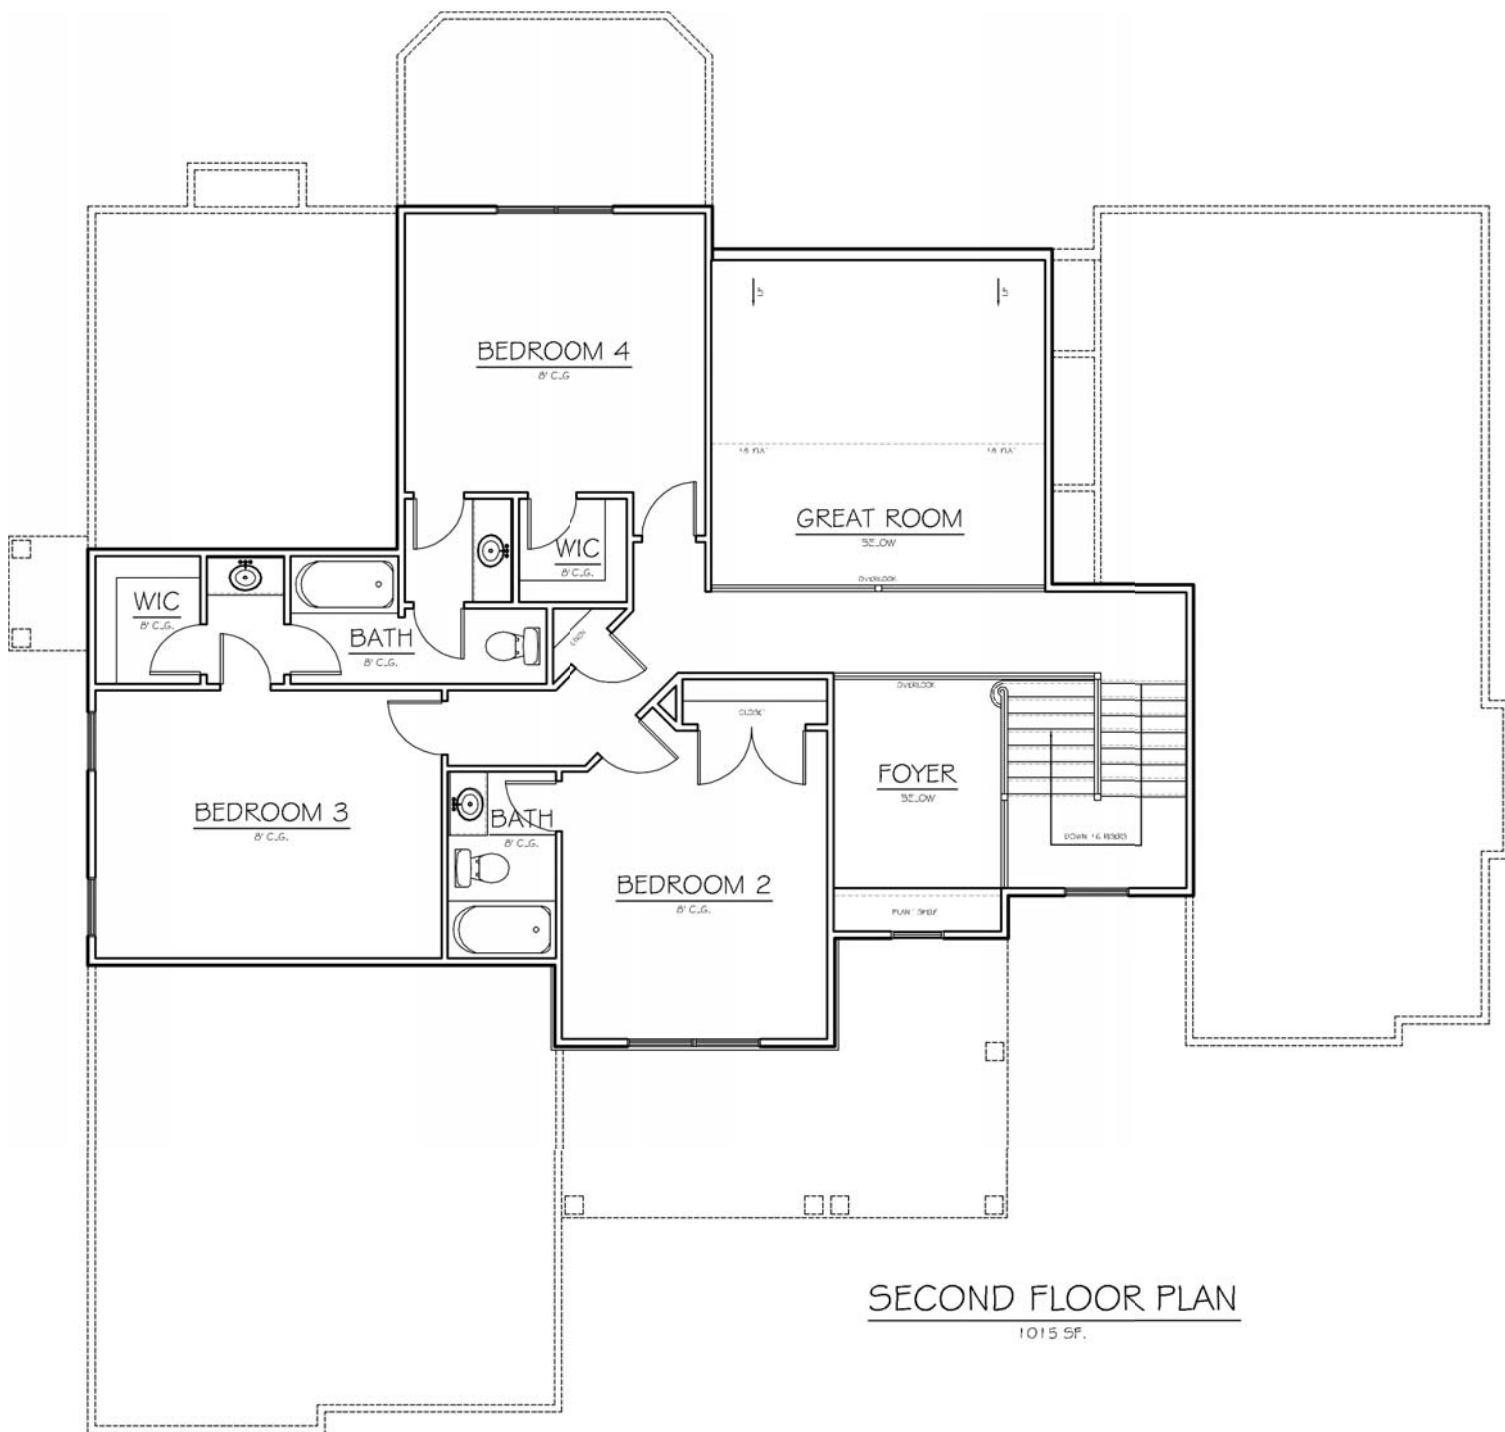 BEDROOM 4
8' C.G
GREAT ROOM
BELOW
OVERLOOK
WIC
8' C.G.
WIC
8' C.G.
BATH
8' C.G.
LINEN
OVERLOOK
CLOSET
FOYER
BELOW
BEDROOM 3
8' C.G.
BATH
8' C.G.
DOWN 16 RISERS
BEDROOM 2
8' C.G.
PLANT SHELF
SECOND FLOOR PLAN
1015 SF.